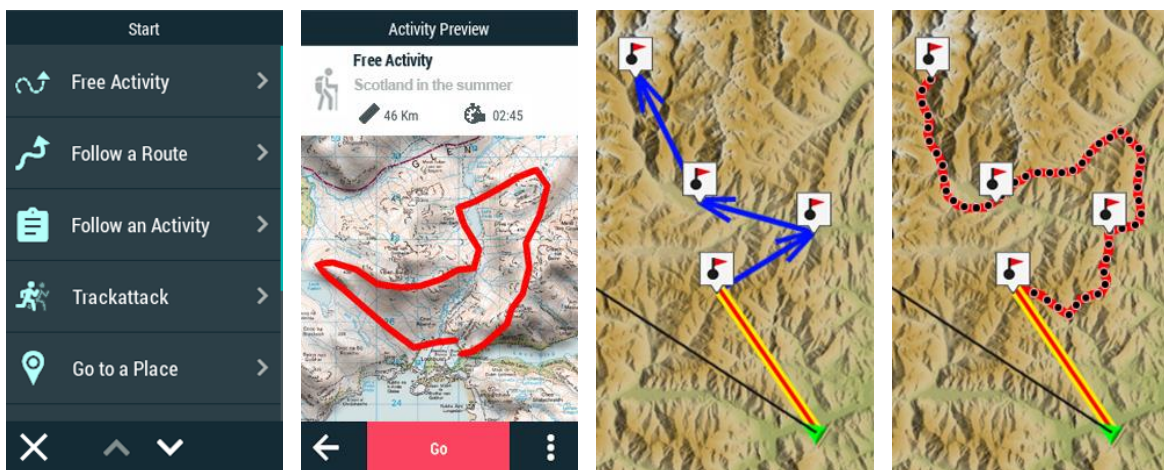 Start
Free Activity
Follow a Route
Follow an Activity
Trackattack
Go to a Place
Activity Preview
Free Activity
Scotland in the summer
46 Km
02:45
Go